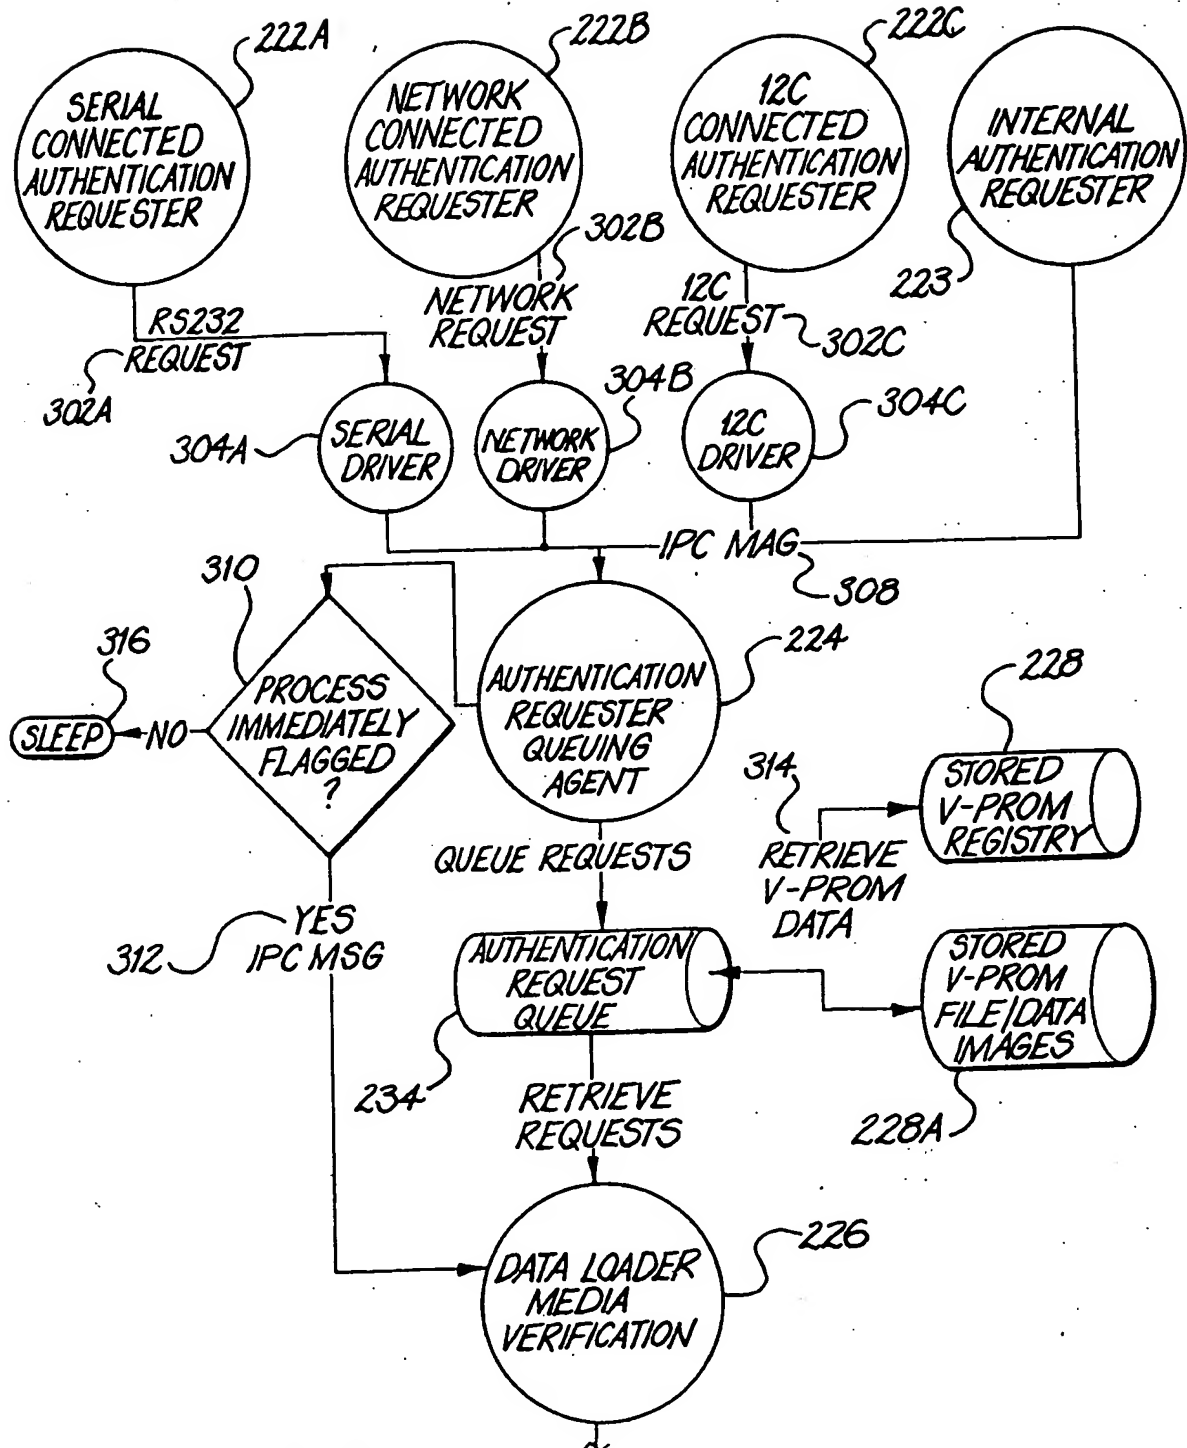 222A
222B
222C
SERIAL
CONNECTED
AUTHENTICATION
REQUESTER
NETWORK
CONNECTED
AUTHENTICATION
REQUESTER
12C
CONNECTED
AUTHENTICATION
REQUESTER
INTERNAL
AUTHENTICATION
REQUESTER
223
RS232
REQUEST
302A
302B
NETWORK
REQUEST
12C
REQUEST
302C
304A
SERIAL
DRIVER
304B
NETWORK
DRIVER
304C
12C
DRIVER
IPC MAG
308
310
316
SLEEP
NO
PROCESS
IMMEDIATELY
FLAGGED
?
224
AUTHENTICATION
REQUESTER
QUEUING
AGENT
228
STORED
V-PROM
REGISTRY
314
RETRIEVE
V-PROM
DATA
QUEUE REQUESTS
312
YES
IPC MSG
AUTHENTICATION
REQUEST
QUEUE
234
STORED
V-PROM
FILE/DATA
IMAGES
228A
RETRIEVE
REQUESTS
226
DATA LOADER
MEDIA
VERIFICATION